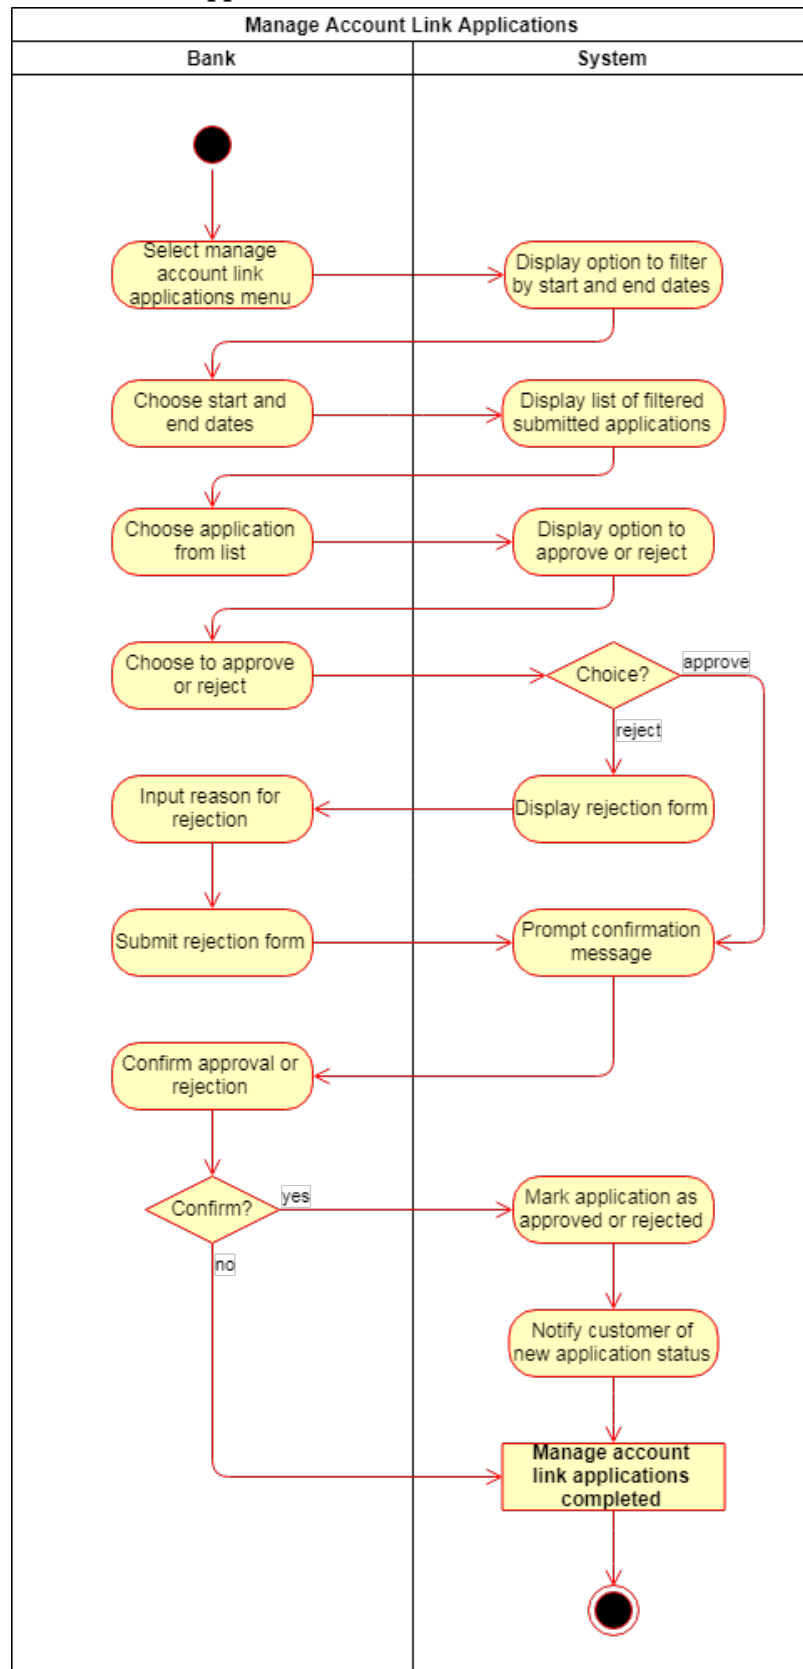 Manage Account Link Applications
Bank
System
Select manage
account link
applications menu
Display option to filter
by start and end dates
Choose start and
end dates
Display list of filtered
submitted applications
Choose application
from list
Display option to
approve or reject
Choose to approve
or reject
Choice?
approve
reject
Input reason for
rejection
Display rejection form
Submit rejection form
Prompt confirmation
message
Confirm approval or
rejection
Confirm?
yes
no
Mark application as
approved or rejected
Notify customer of
new application status
Manage account
link applications
completed